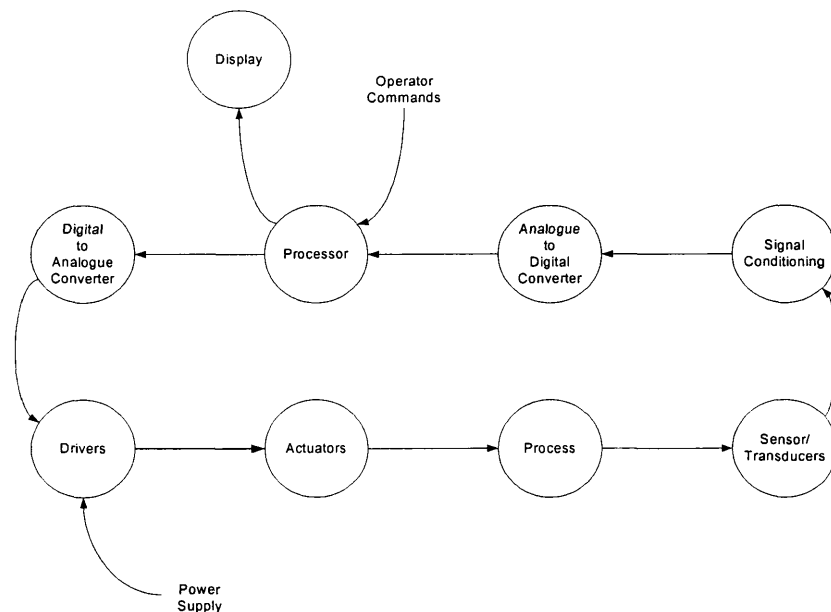 Display
Operator
Commands
Digital
to
Analogue
Converter
Processor
Analogue
to
Digital
Converter
Signal
Conditioning
Drivers
Actuators
Process
Sensor/
Transducers
Power
Supply